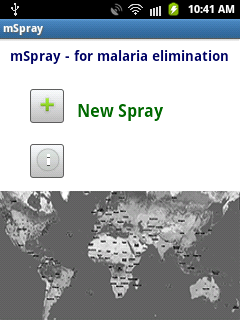 10:41 AM
mSpray
mSpray - for malaria elimination
New Spray